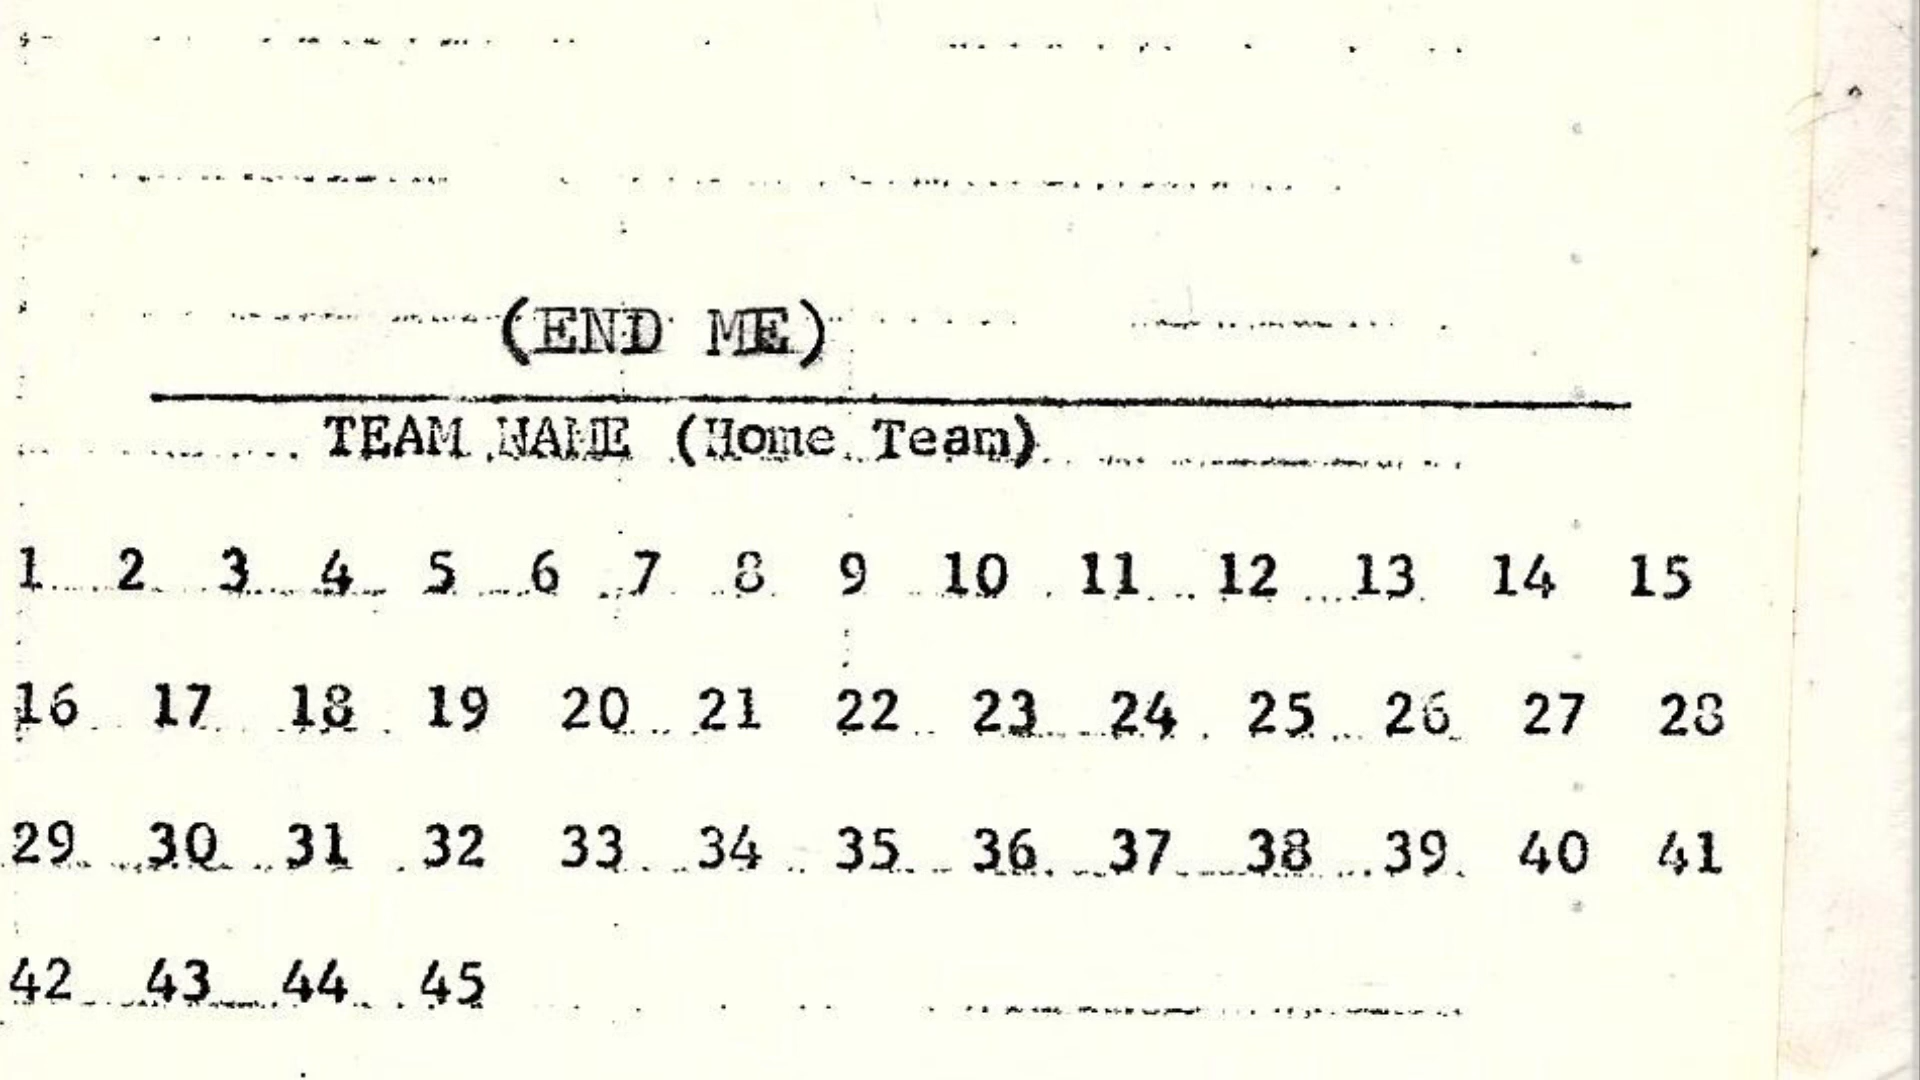 (END ME)
TEAM NAME (Home Team)
1 2 3 4 5 6 7 8 9 10 11 12 13 14 15
16 17 18 19 20 21 22 23 24 25 26 27 28
29 30 31 32 33 34 35 36 37 38 39 40 41
42 43 44 45